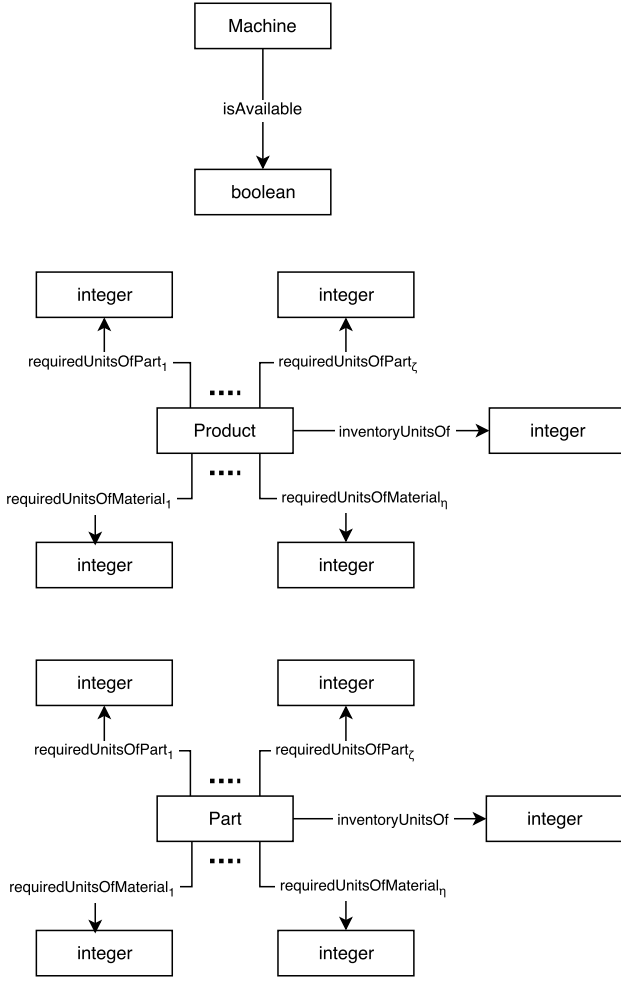 Machine
isAvailable
boolean
integer
integer
requiredUnitsOfPart₁
requiredUnitsOfPартζ
Product
inventoryUnitsOf
integer
requiredUnitsOfMaterial₁
requiredUnitsOfMaterialη
integer
integer
integer
integer
requiredUnitsOfPart₁
requiredUnitsOfPartζ
Part
inventoryUnitsOf
integer
requiredUnitsOfMaterial₁
requiredUnitsOfMaterialη
integer
integer